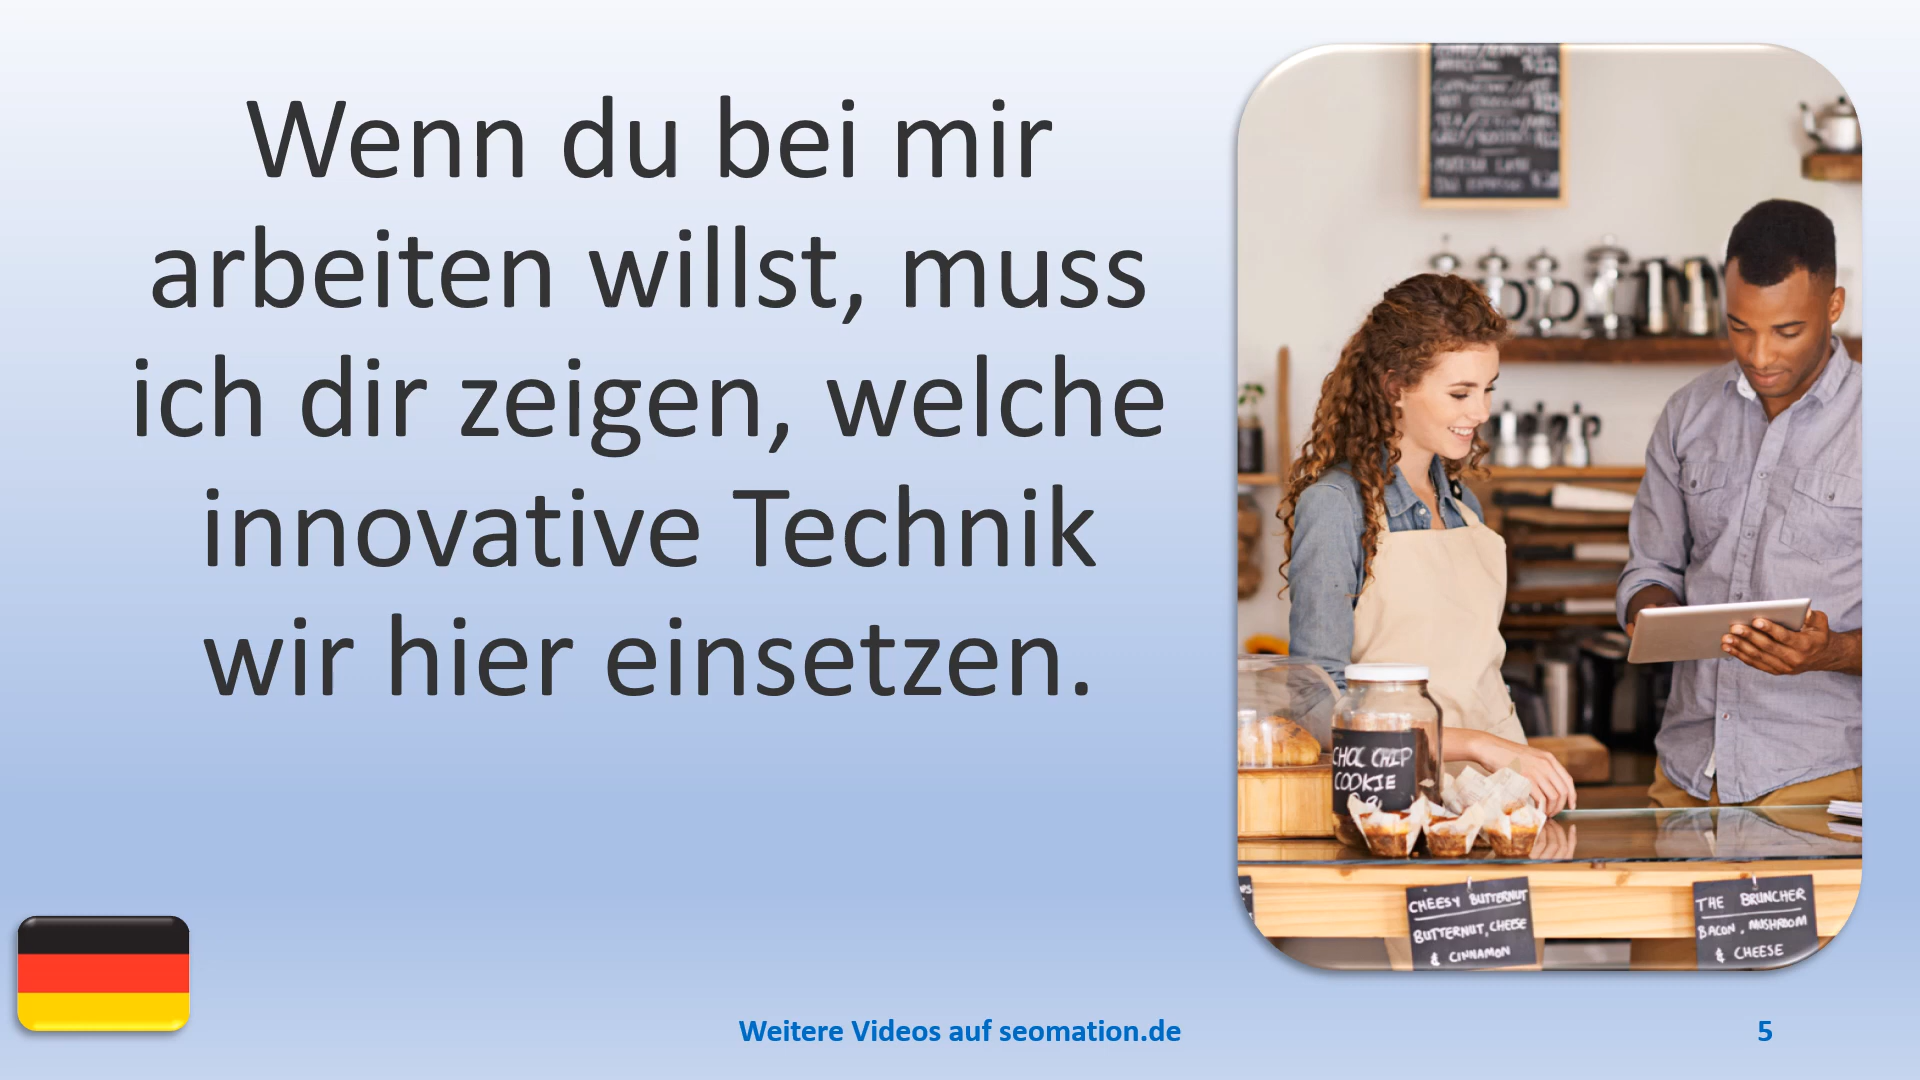 Wenn du bei mir
arbeiten willst, muss
ich dir zeigen, welche
innovative Technik
wir hier einsetzen.
CHOC CHIP
COOKIE
CHEESY BUTTERNUT
BUTTERNUT, CHEESE
& CINNAMON
THE BRUNCHER
BACON, MUSHROOM
& CHEESE
Weitere Videos auf seomation.de
5